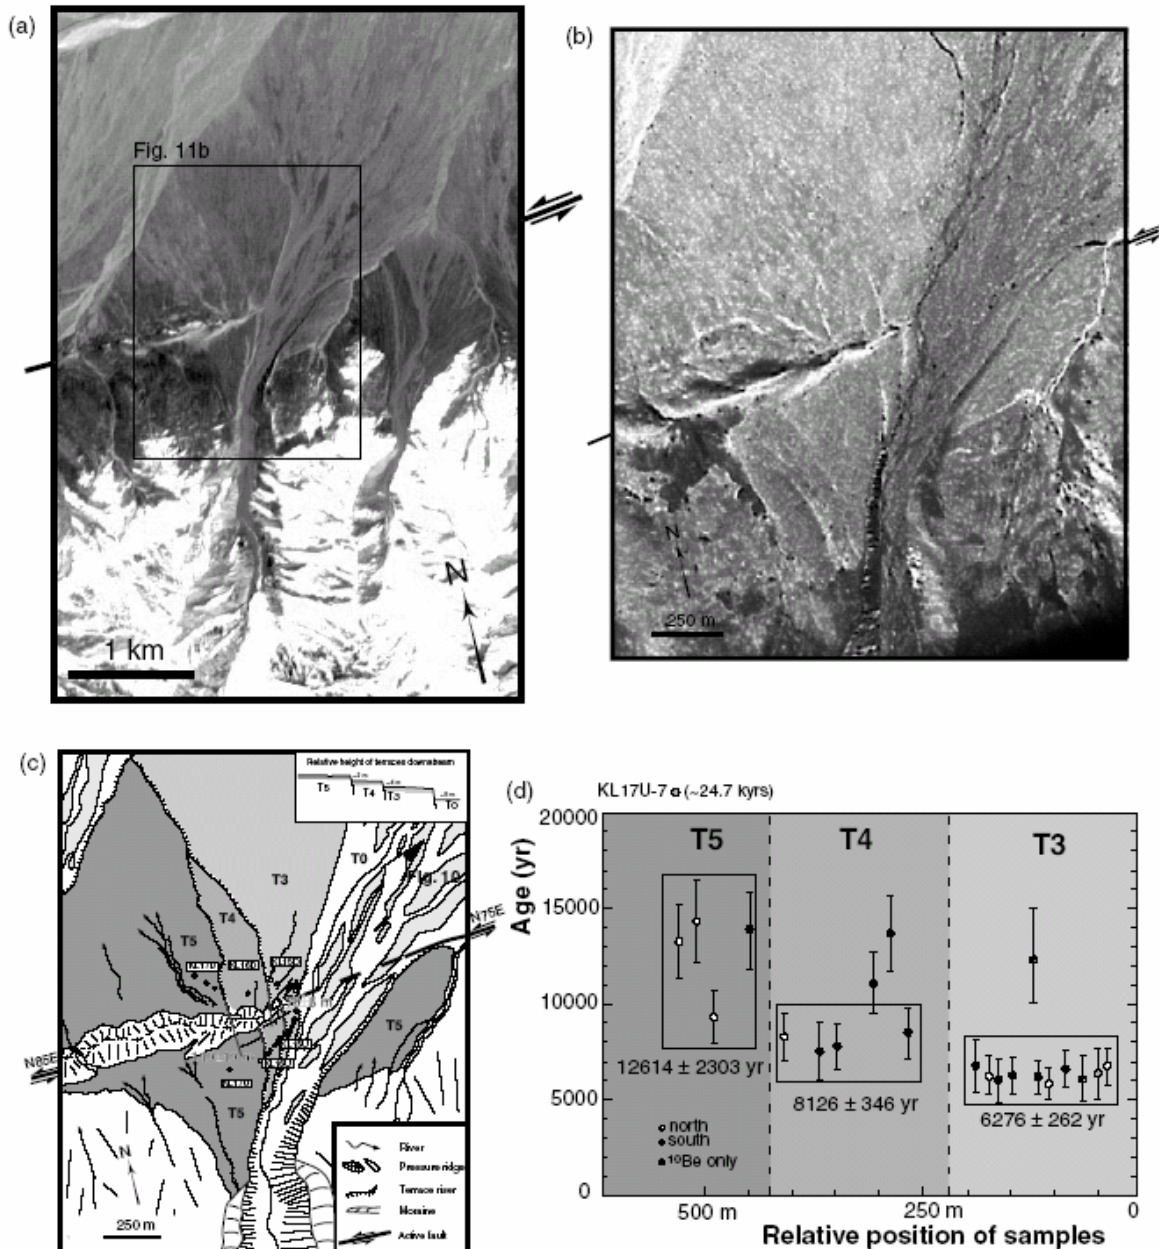 (a)
Fig. 11b
N
1 km
(b)
N
250 m
(c)
Relative height of terraces downstream
T5
T4
T3
T0
T0
T3
T4
T5
Fig. 10
N75E
KL17U
T5
N85E
T5
N
250 m
River
Pressure ridge
Terrace riser
Moraine
Active fault
(d)
KL17U-7 (~24.7 kyrs)
Age (yr)
20000
15000
10000
5000
0
T5
T4
T3
12614 ± 2303 yr
8126 ± 346 yr
6276 ± 262 yr
north
south
¹⁰Be only
500 m
250 m
0
Relative position of samples